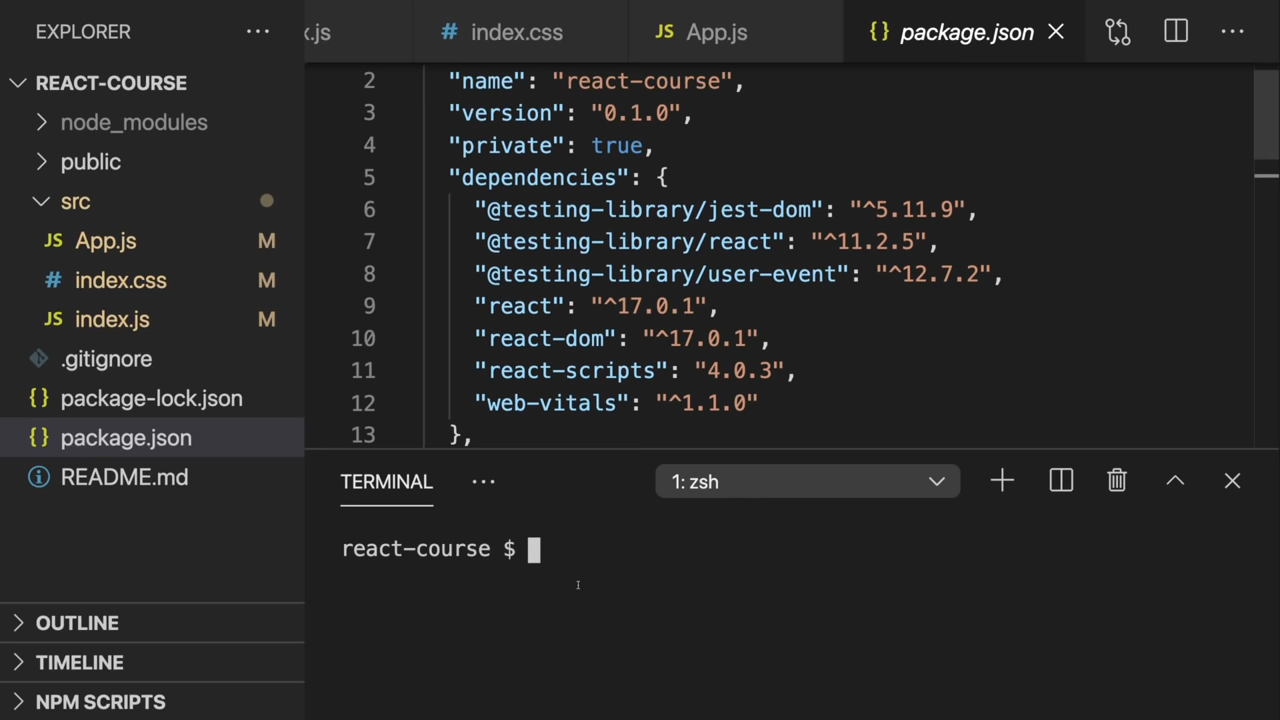 EXPLORER ...
x.js
# index.css
JS App.js
{} package.json
...
REACT-COURSE
node_modules
public
src
JS App.js M
# index.css M
JS index.js M
.gitignore
{} package-lock.json
{} package.json
README.md
OUTLINE
TIMELINE
NPM SCRIPTS
2 "name": "react-course",
3 "version": "0.1.0",
4 "private": true,
5 "dependencies": {
6 "@testing-library/jest-dom": "^5.11.9",
7 "@testing-library/react": "^11.2.5",
8 "@testing-library/user-event": "^12.7.2",
9 "react": "^17.0.1",
10 "react-dom": "^17.0.1",
11 "react-scripts": "4.0.3",
12 "web-vitals": "^1.1.0"
13 },
TERMINAL ... 1: zsh
react-course $